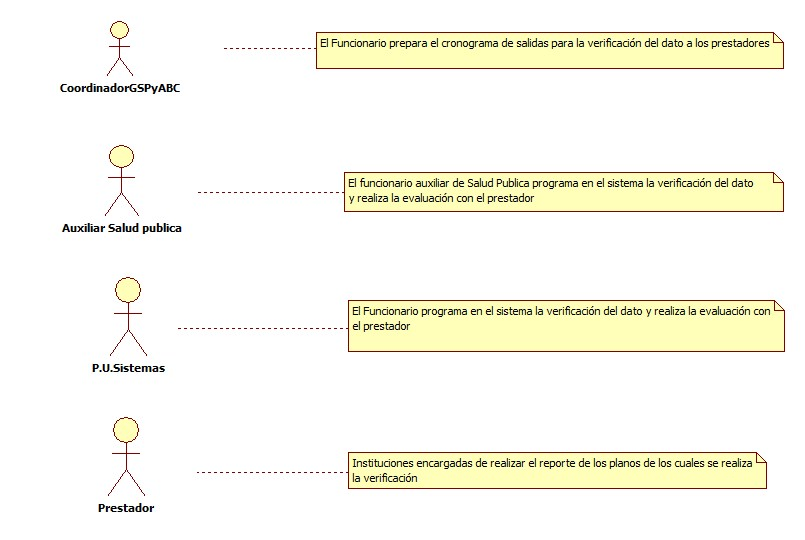 El Funcionario prepara el cronograma de salidas para la verificación del dato a los prestadores
CoordinadorGSPyABC
El funcionario auxiliar de Salud Publica programa en el sistema la verificación del dato
y realiza la evaluación con el prestador
Auxiliar Salud publica
El Funcionario programa en el sistema la verificación del dato y realiza la evaluación con
el prestador
P.U.Sistemas
Instituciones encargadas de realizar el reporte de los planos de los cuales se realiza
la verificación
Prestador